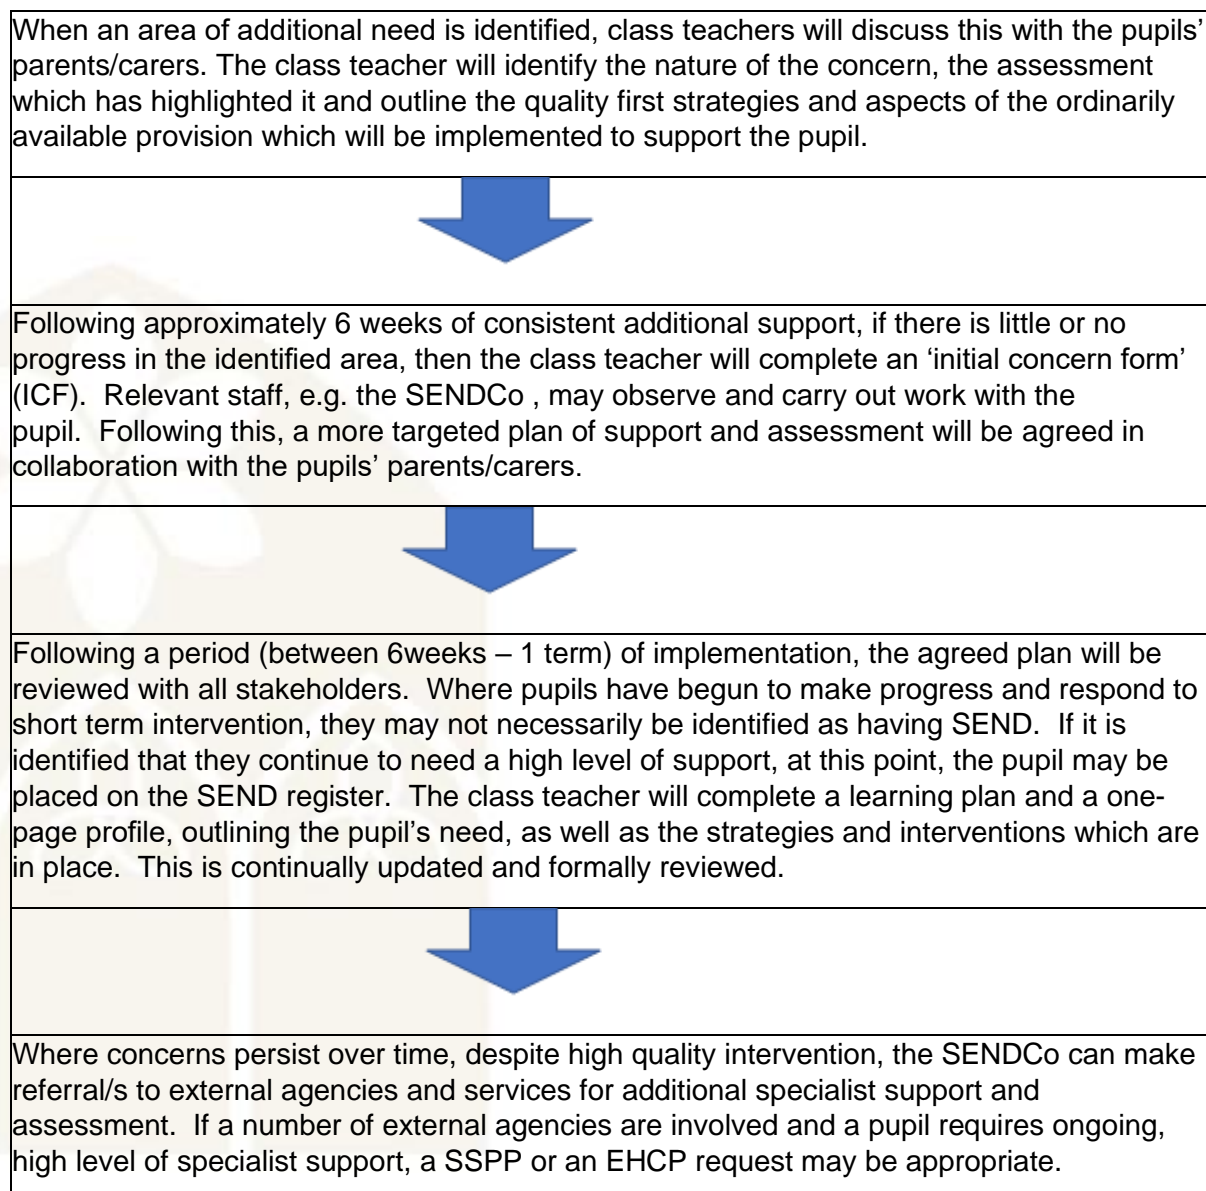 When an area of additional need is identified, class teachers will discuss this with the pupils’
parents/carers. The class teacher will identify the nature of the concern, the assessment
which has highlighted it and outline the quality first strategies and aspects of the ordinarily
available provision which will be implemented to support the pupil.
Following approximately 6 weeks of consistent additional support, if there is little or no
progress in the identified area, then the class teacher will complete an ‘initial concern form’
(ICF).  Relevant staff, e.g. the SENDCo , may observe and carry out work with the
pupil.  Following this, a more targeted plan of support and assessment will be agreed in
collaboration with the pupils’ parents/carers.
Following a period (between 6weeks – 1 term) of implementation, the agreed plan will be
reviewed with all stakeholders.  Where pupils have begun to make progress and respond to
short term intervention, they may not necessarily be identified as having SEND.  If it is
identified that they continue to need a high level of support, at this point, the pupil may be
placed on the SEND register.  The class teacher will complete a learning plan and a one-
page profile, outlining the pupil’s need, as well as the strategies and interventions which are
in place.  This is continually updated and formally reviewed.
Where concerns persist over time, despite high quality intervention, the SENDCo can make
referral/s to external agencies and services for additional specialist support and
assessment.  If a number of external agencies are involved and a pupil requires ongoing,
high level of specialist support, a SSPP or an EHCP request may be appropriate.